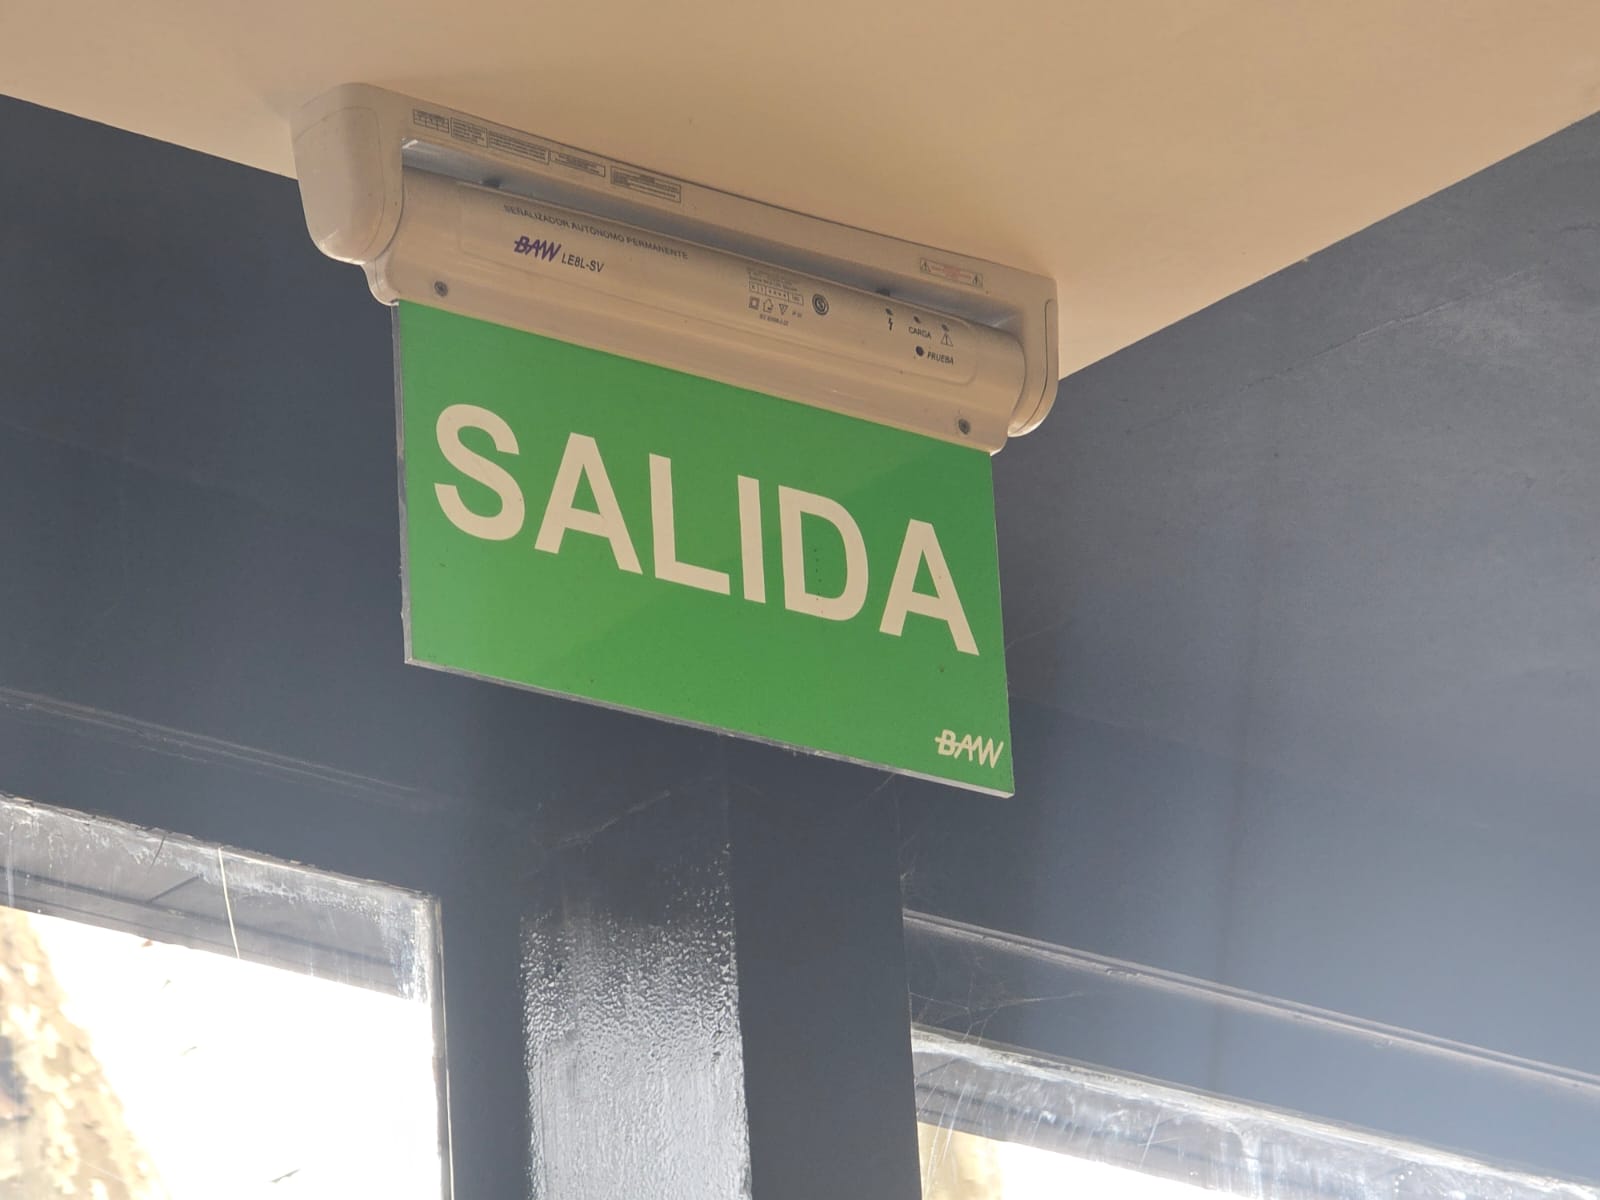 SEÑALIZADOR AUTÓNOMO PERMANENTE
BAW LE8L-SV
CARGA
PRUEBA
SALIDA
BAW